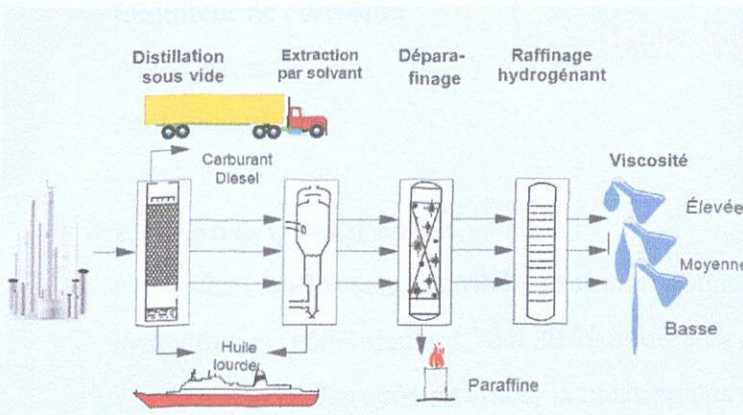 Distillation
sous vide
Extraction
par solvant
Dépara-
finage
Raffinage
hydrogénant
Carburant
Diesel
Viscosité
Élevée
Moyenne
Basse
Huile
lourde
Paraffine